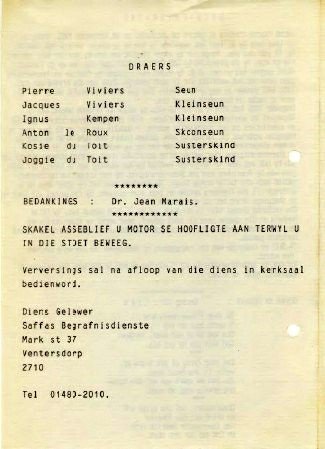 DRAERS
Pierre Viviers Seun
Jacques Viviers Kleinseun
Ignus Kempen Kleinseun
Anton le Roux Skoonseun
Kosie du Toit Susterskind
Joggie du Toit Susterskind
********
BEDANKINGS : Dr. Jean Marais.
************
SKAKEL ASSEBLIEF U MOTOR SE HOOFLIGTE AAN TERWYL U
IN DIE STOET BEWEEG.
Verversings sal na afloop van die diens in kerksaal
bedienword.
Diens Gelewer
Saffas Begrafnisdienste
Mark st 37
Ventersdorp
2710
Tel 01480-2010.